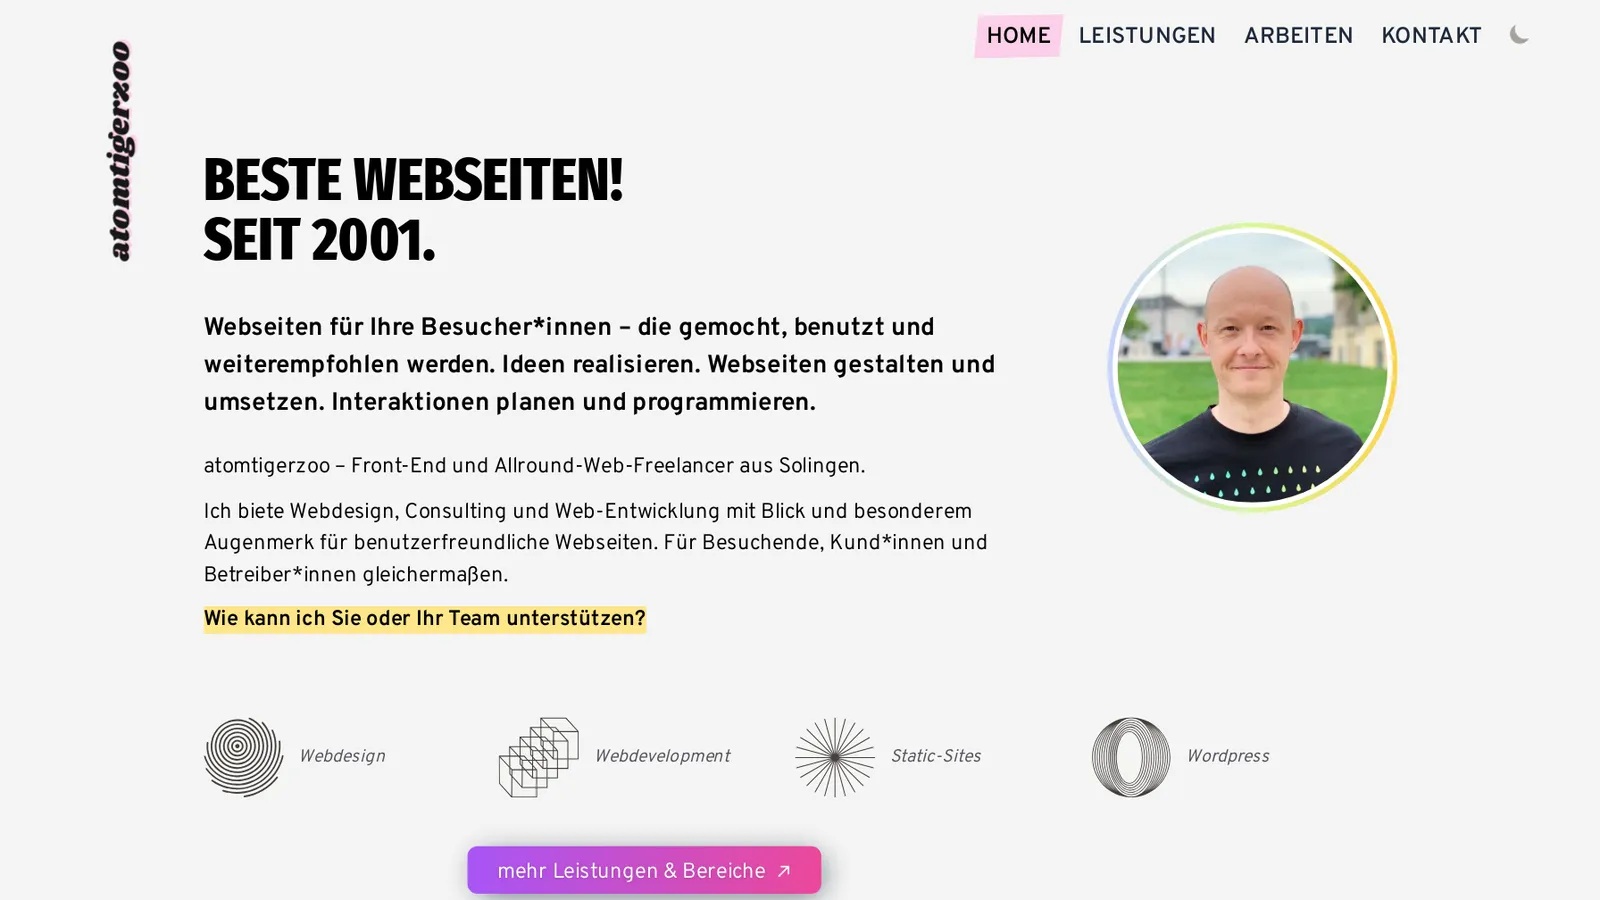 HOME LEISTUNGEN ARBEITEN KONTAKT
atomtigerzoo
BESTE WEBSEITEN!
SEIT 2001.
Webseiten für Ihre Besucher*innen – die gemocht, benutzt und
weiterempfohlen werden. Ideen realisieren. Webseiten gestalten und
umsetzen. Interaktionen planen und programmieren.
atomtigerzoo – Front-End und Allround-Web-Freelancer aus Solingen.
Ich biete Webdesign, Consulting und Web-Entwicklung mit Blick und besonderem
Augenmerk für benutzerfreundliche Webseiten. Für Besuchende, Kund*innen und
Betreiber*innen gleichermaßen.
Wie kann ich Sie oder Ihr Team unterstützen?
Webdesign
Webdevelopment
Static-Sites
Wordpress
mehr Leistungen & Bereiche ↗